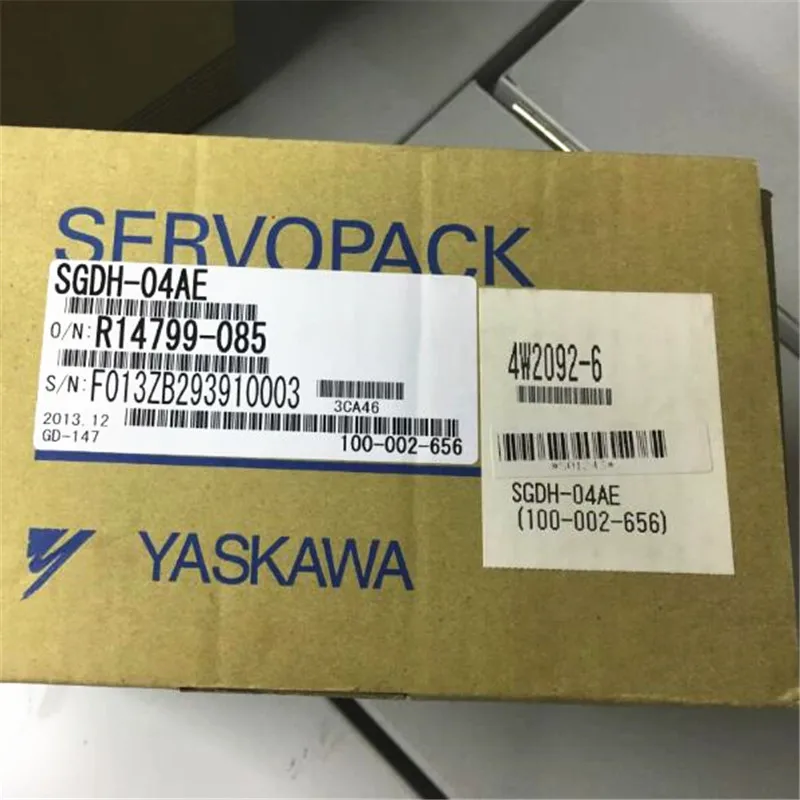 SERVOPACK
SGDH-04AE
O/N: R14799-085
S/N: F013ZB293910003
3CA46
2013.12
GD-147
100-002-656
4W2092-6
SGDH-04AE
(100-002-656)
YASKAWA